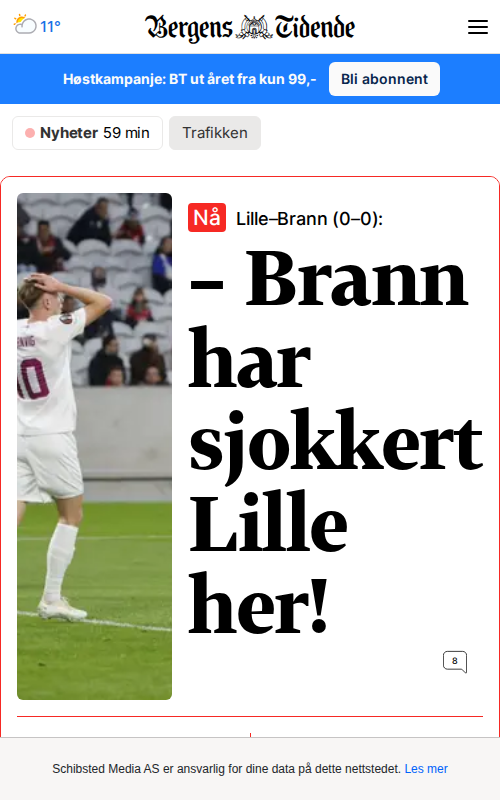 11°
Bergens Tidende
Høstkampanje: BT ut året fra kun 99,-
Bli abonnent
Nyheter 59 min
Trafikken
Nå Lille–Brann (0–0):
– Brann
har
sjokkert
Lille
her!
8
10
Schibsted Media AS er ansvarlig for dine data på dette nettstedet. Les mer